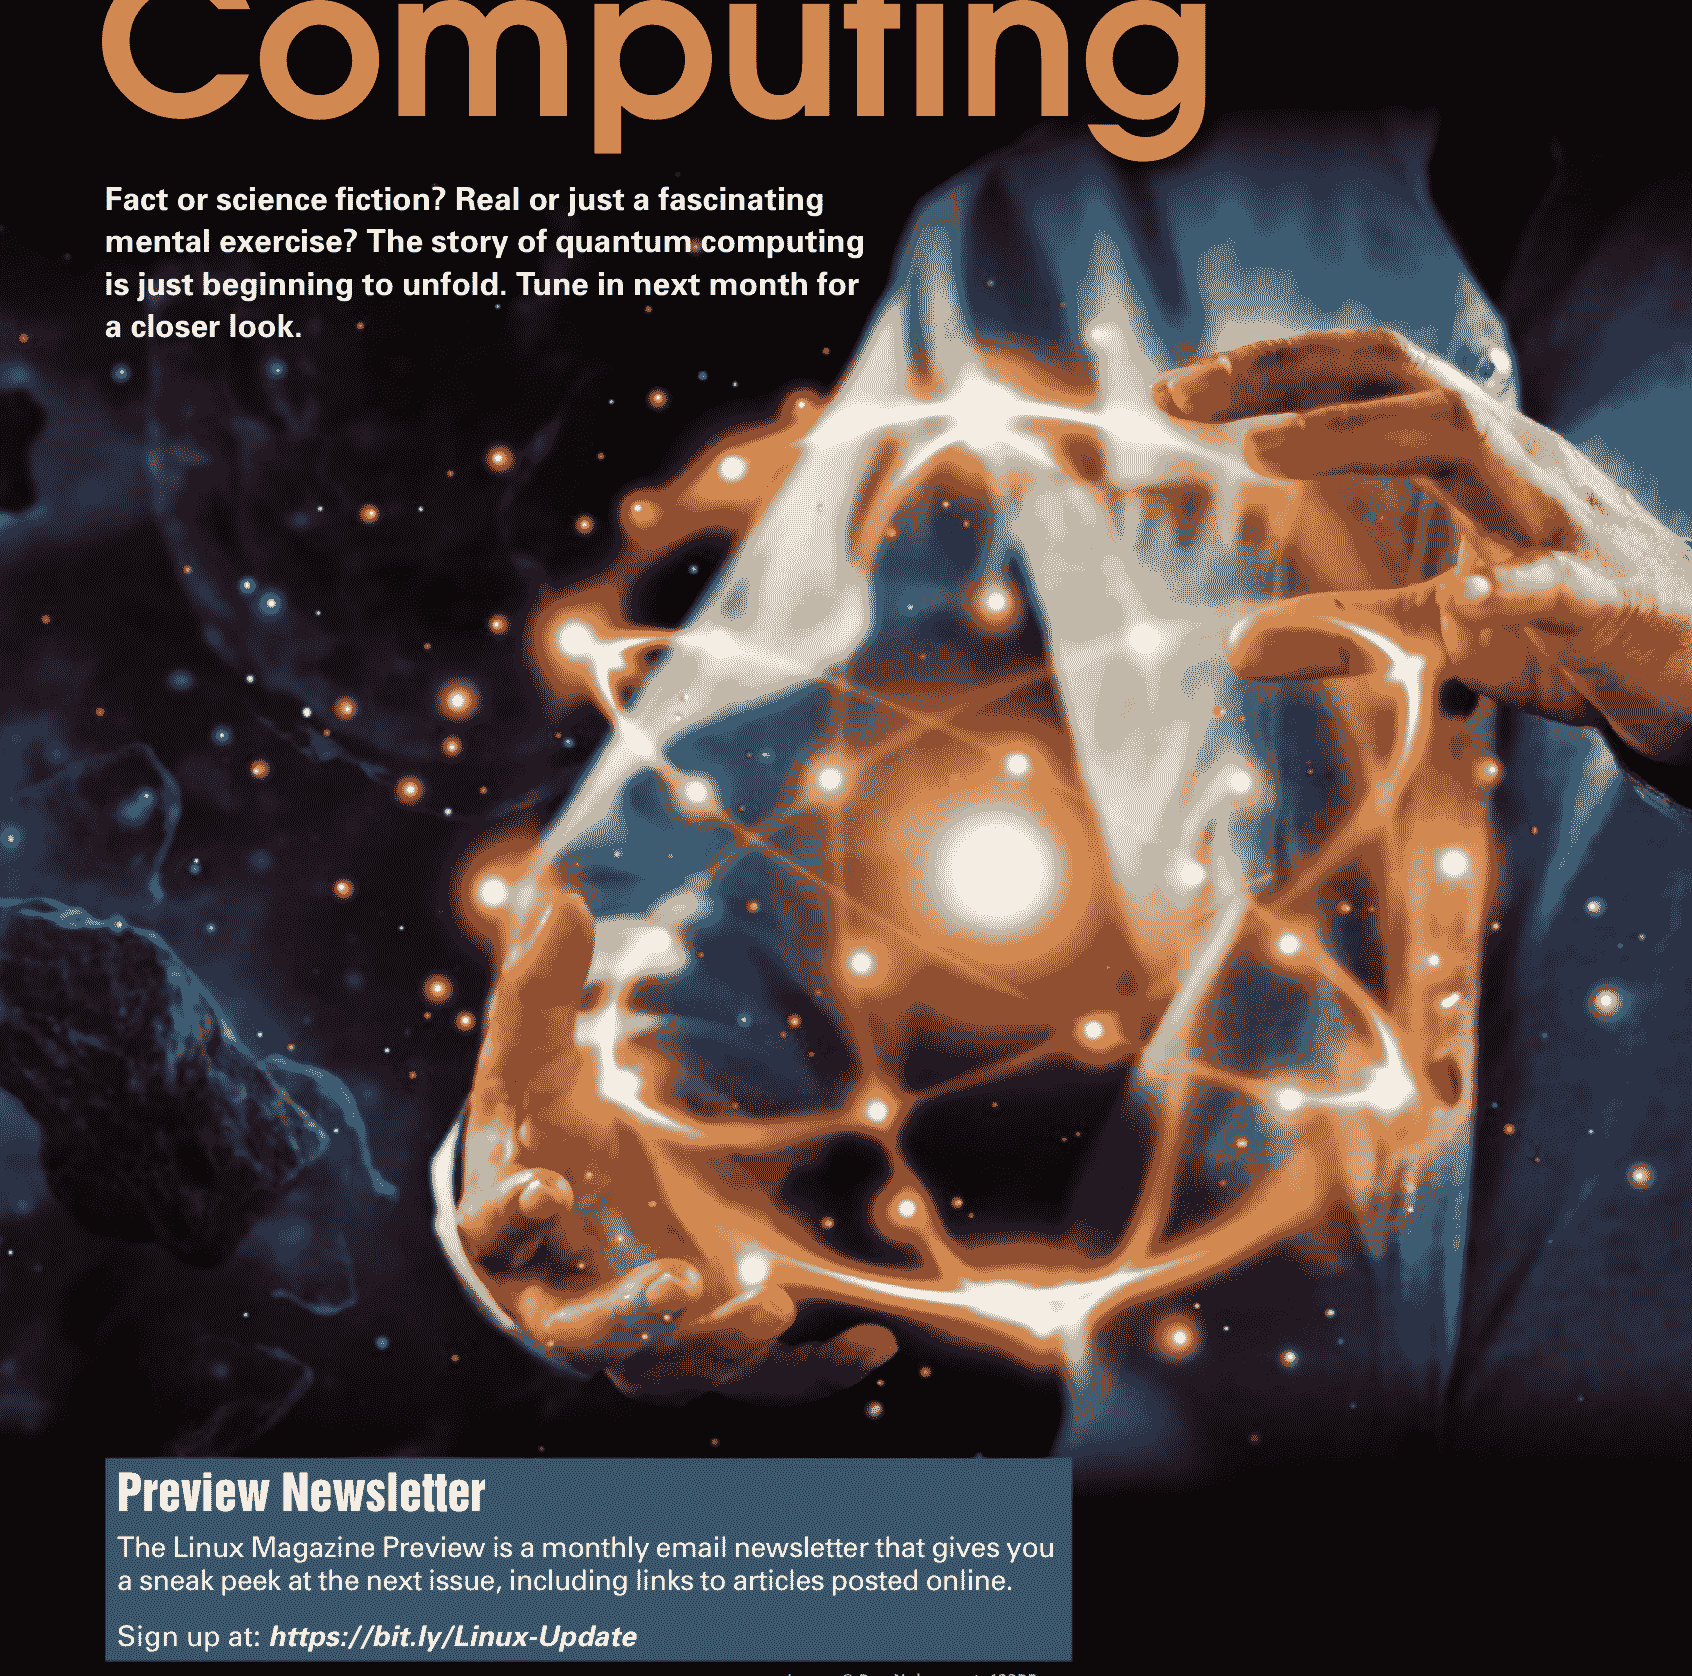 Computing
Fact or science fiction? Real or just a fascinating
mental exercise? The story of quantum computing
is just beginning to unfold. Tune in next month for
a closer look.
Preview Newsletter
The Linux Magazine Preview is a monthly email newsletter that gives you
a sneak peek at the next issue, including links to articles posted online.
Sign up at: https://bit.ly/Linux-Update